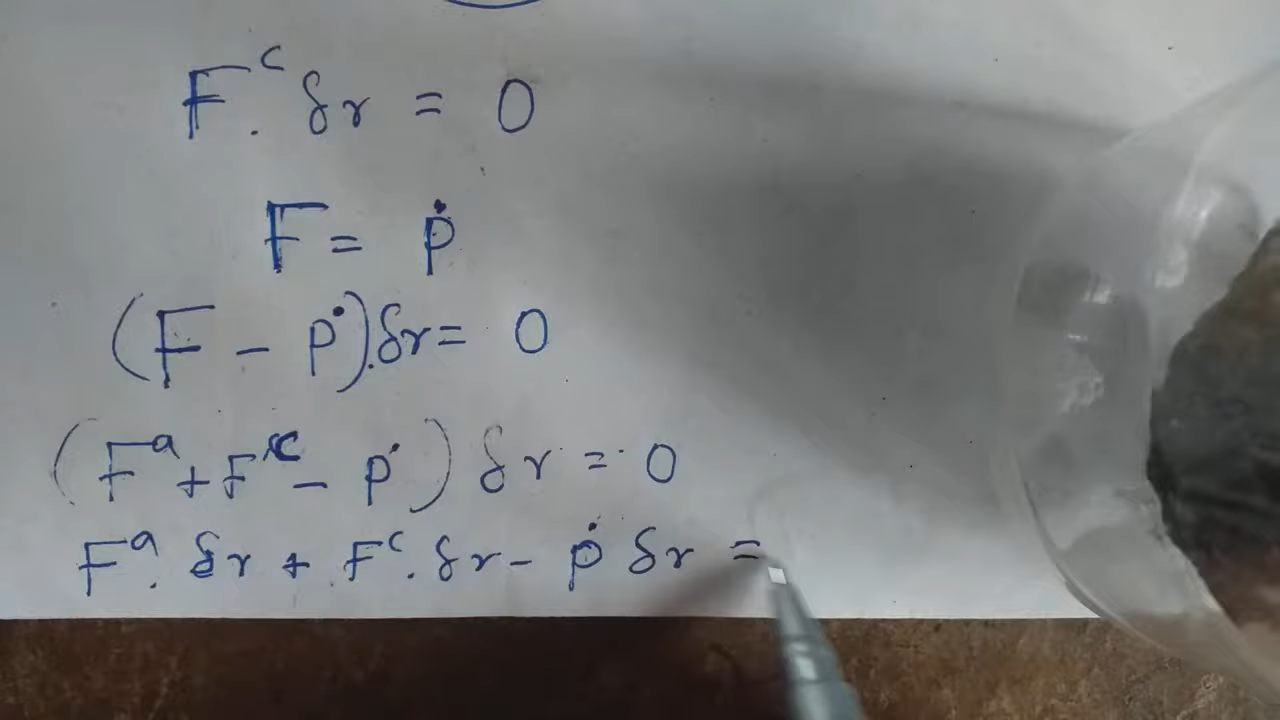 F^c . δr = 0
F = ṗ
(F - ṗ).δr = 0
(F^a + F^c - ṗ) δr = 0
F^a . δr + F^c . δr - ṗ δr =